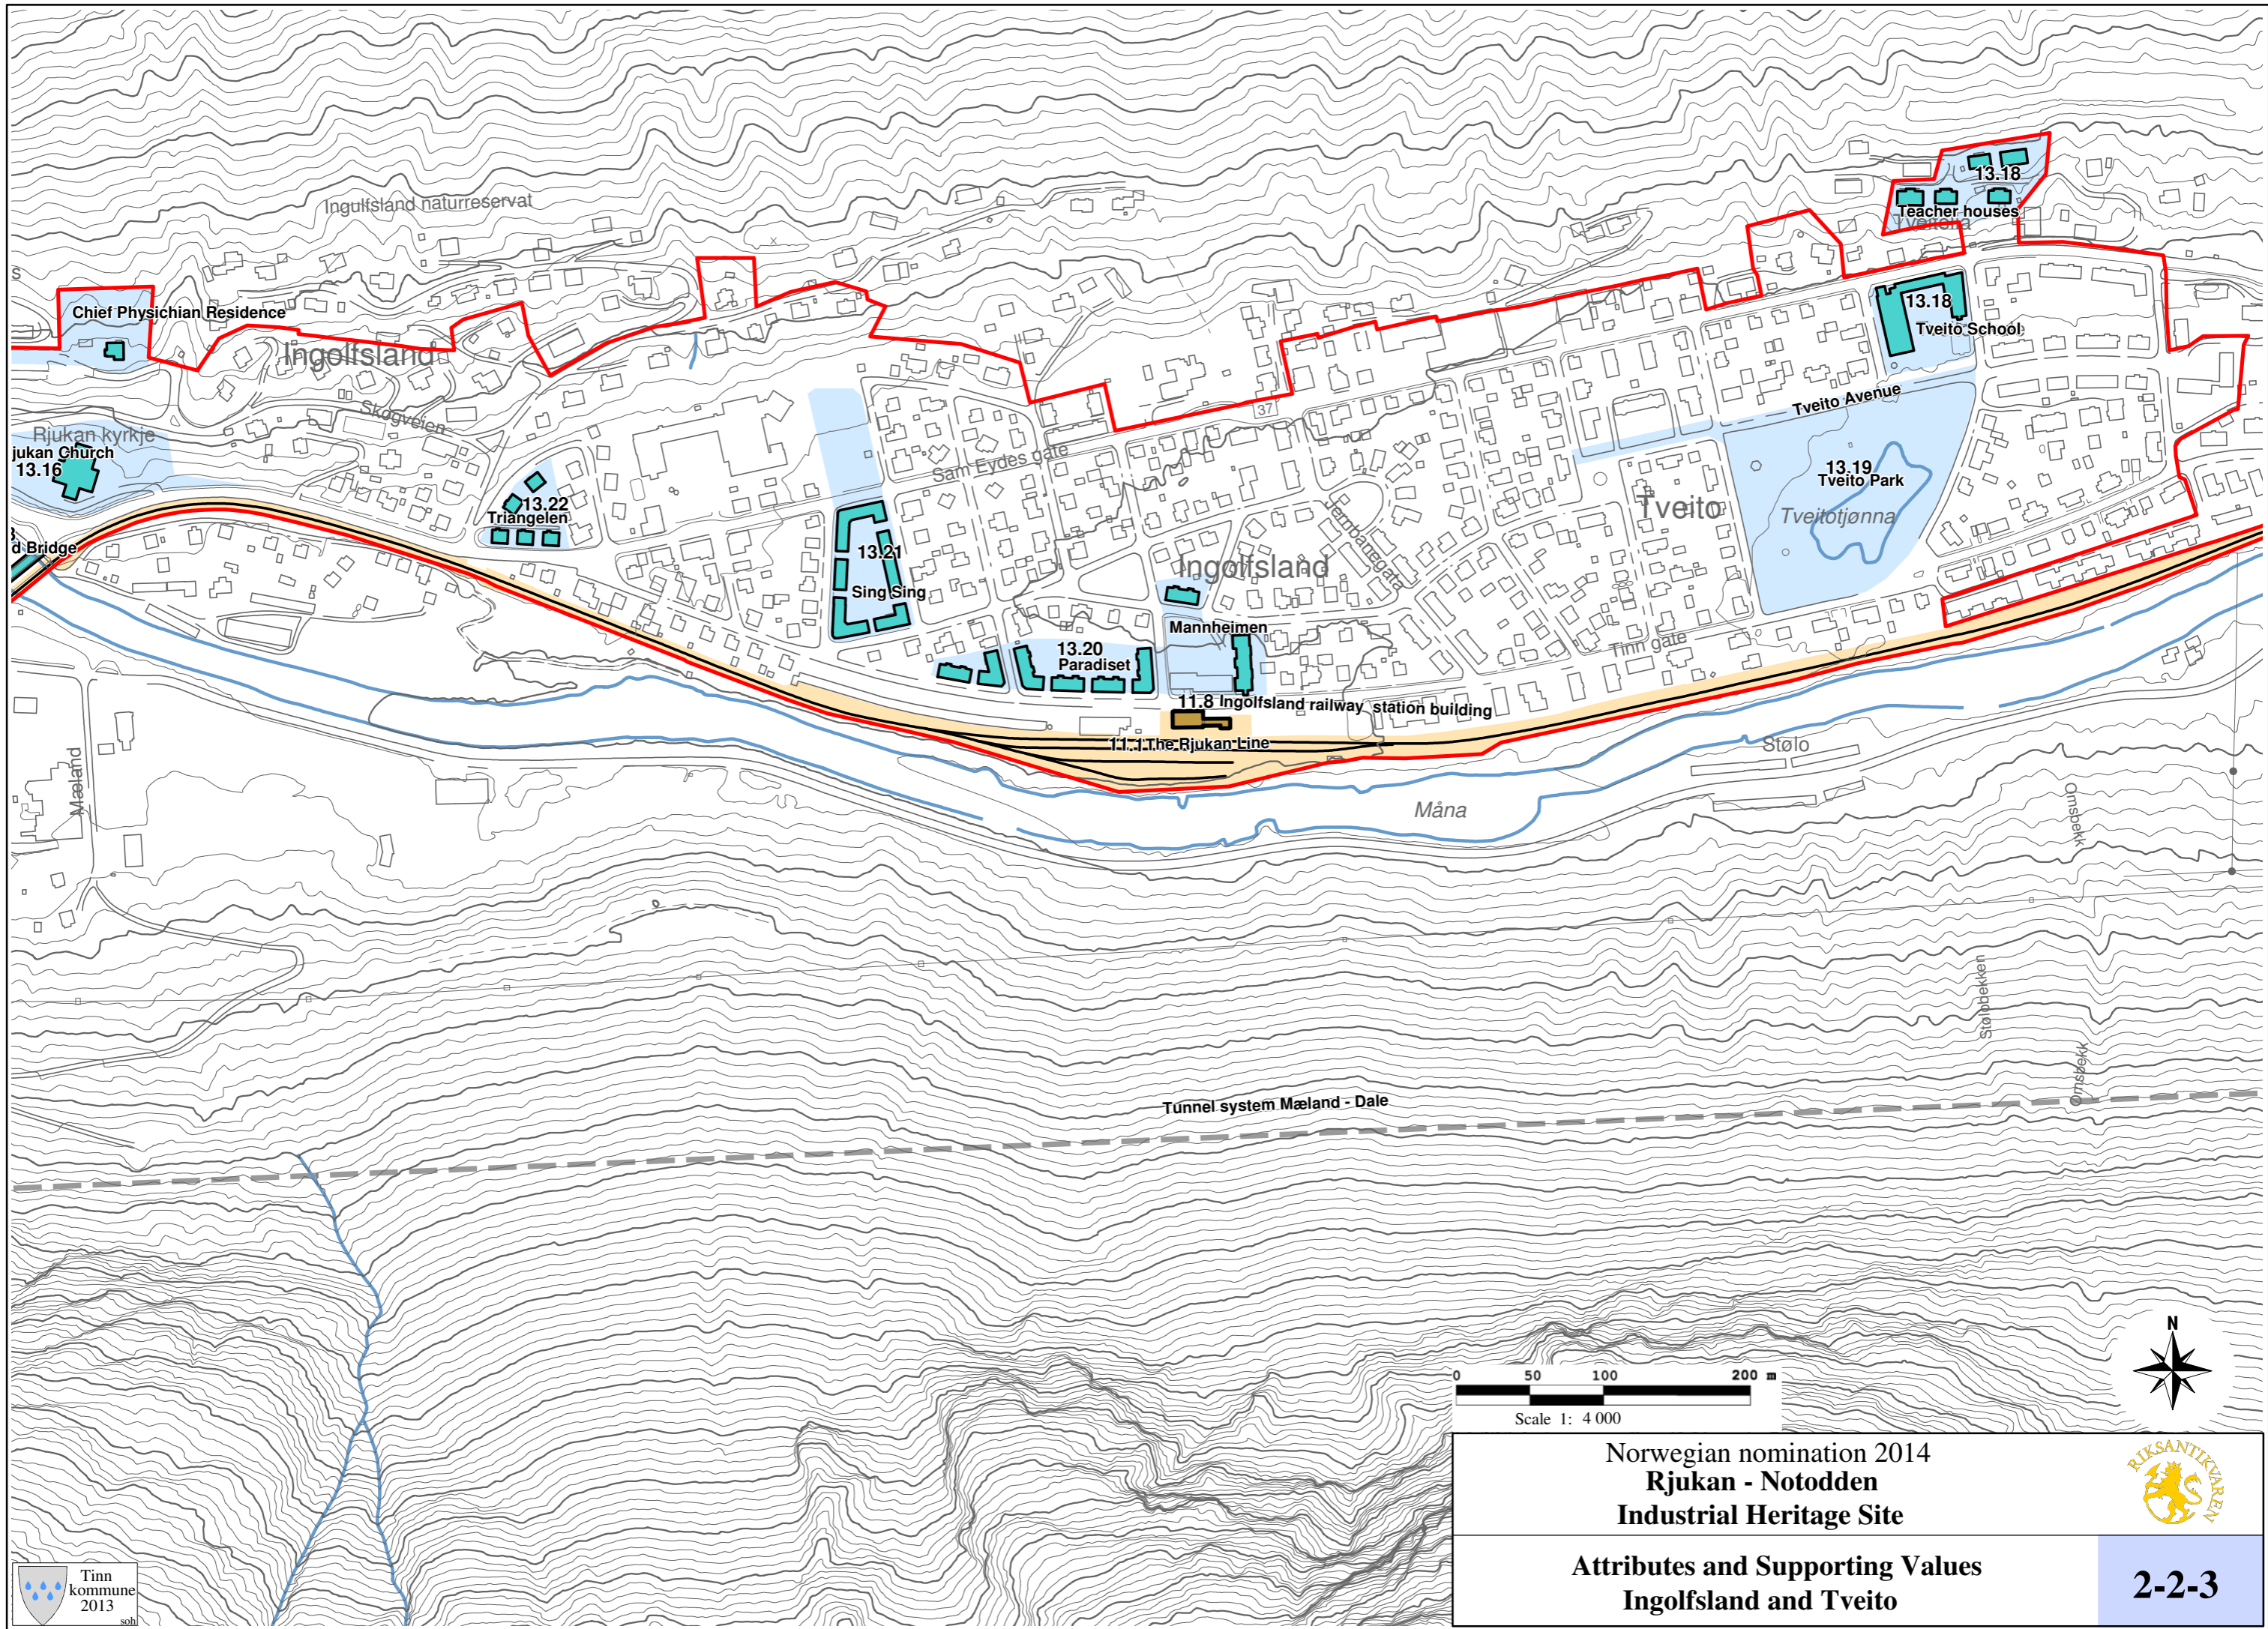 Ingulfsland naturreservat
s
13.18
Teacher houses
Tveitolia
Chief Physichian Residence
Ingolfsland
13.18
Tveito School
37
Tveito Avenue
Skogveien
Rjukan kyrkje
jukan Church
13.16
Sam Eydes gate
13.19
Tveito Park
Tveitotjønna
Tveito
13.22
Triangelen
Jernbanegata
13.21
Sing Sing
d Bridge
Ingolfsland
Mannheimen
13.20
Paradiset
Tinn gate
11.8 Ingolfsland railway station building
11.1 The Rjukan Line
Stølo
Mæland
Måna
Ømsbekk
Stølobekken
Ømsbekk
Tunnel system Mæland - Dale
N
0 50 100 200 m
Scale 1: 4 000
Norwegian nomination 2014
Rjukan - Notodden
Industrial Heritage Site
RIKSANTIKVAREN
Attributes and Supporting Values
Ingolfsland and Tveito
2-2-3
Tinn
kommune
2013
soh